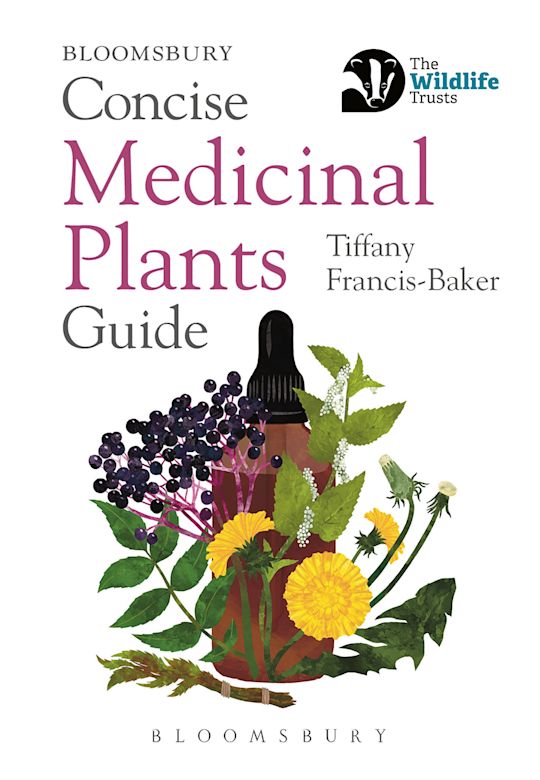 BLOOMSBURY
Concise
Medicinal
Plants
Guide
The
Wildlife
Trusts
Tiffany
Francis-Baker
BLOOMSBURY